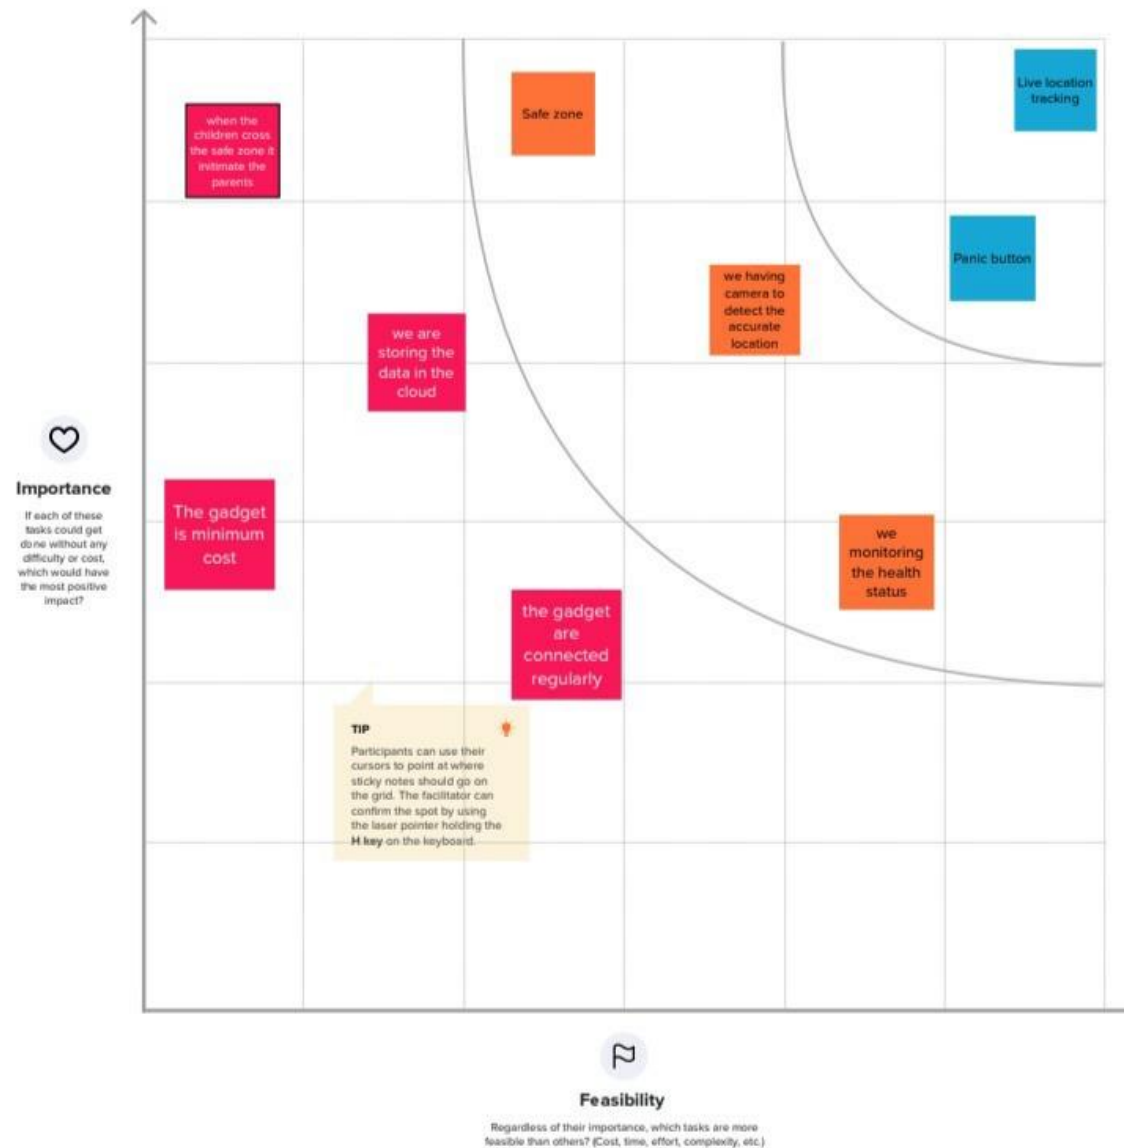 Live location
tracking
Safe zone
when the
children cross
the safe zone it
initimate the
parents
Panic button
we having
camera to
detect the
accurate
location
we are
storing the
data in the
cloud
Importance
If each of these
tasks could get
done without any
difficulty or cost,
which would have
the most positive
impact?
The gadget
is minimum
cost
we
monitoring
the health
status
the gadget
are
connected
regularly
TIP
Participants can use their
cursors to point at where
sticky notes should go on
the grid. The facilitator can
confirm the spot by using
the laser pointer holding the
H key on the keyboard.
Feasibility
Regardless of their importance, which tasks are more
feasible than others? (Cost, time, effort, complexity, etc.)